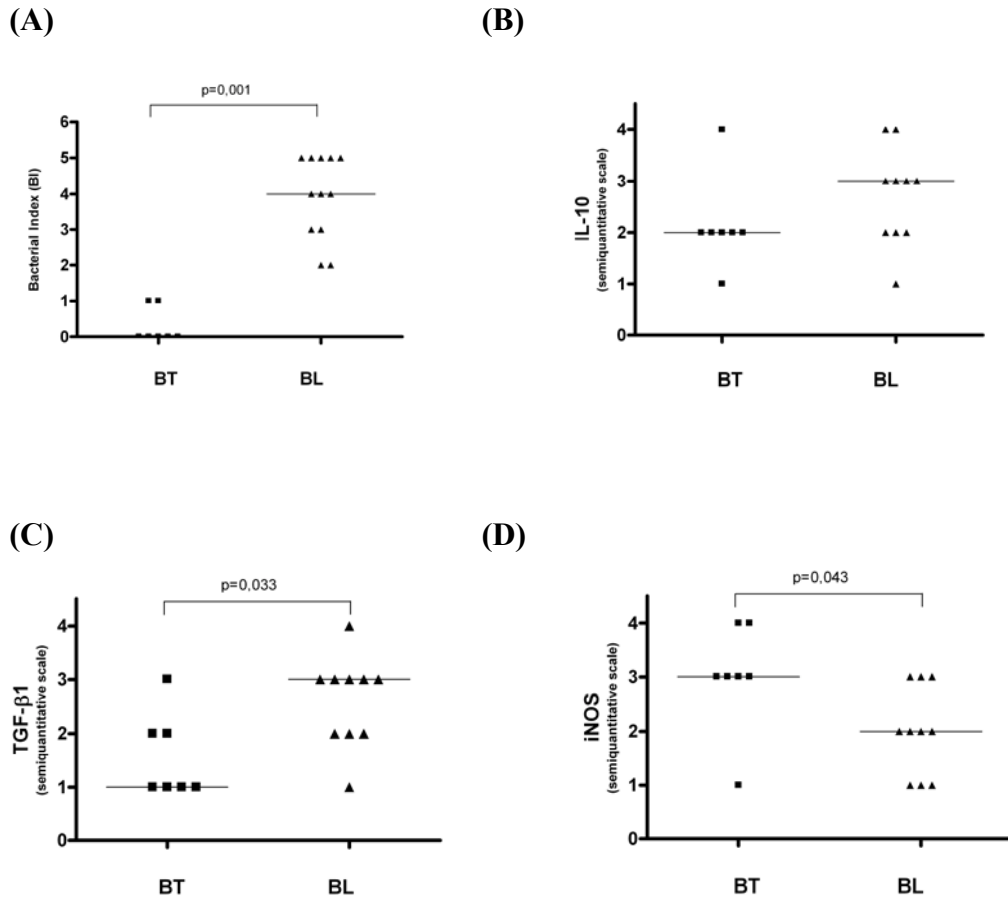 (A)
p=0,001
Bacterial Index (BI)
6
5
4
3
2
1
0
BT BL
(B)
IL-10
(semiquantitative scale)
4
3
2
1
0
BT BL
(C)
p=0,033
TGF-β1
(semiquantitative scale)
4
3
2
1
0
BT BL
(D)
p=0,043
iNOS
(semiquantitative scale)
4
3
2
1
0
BT BL